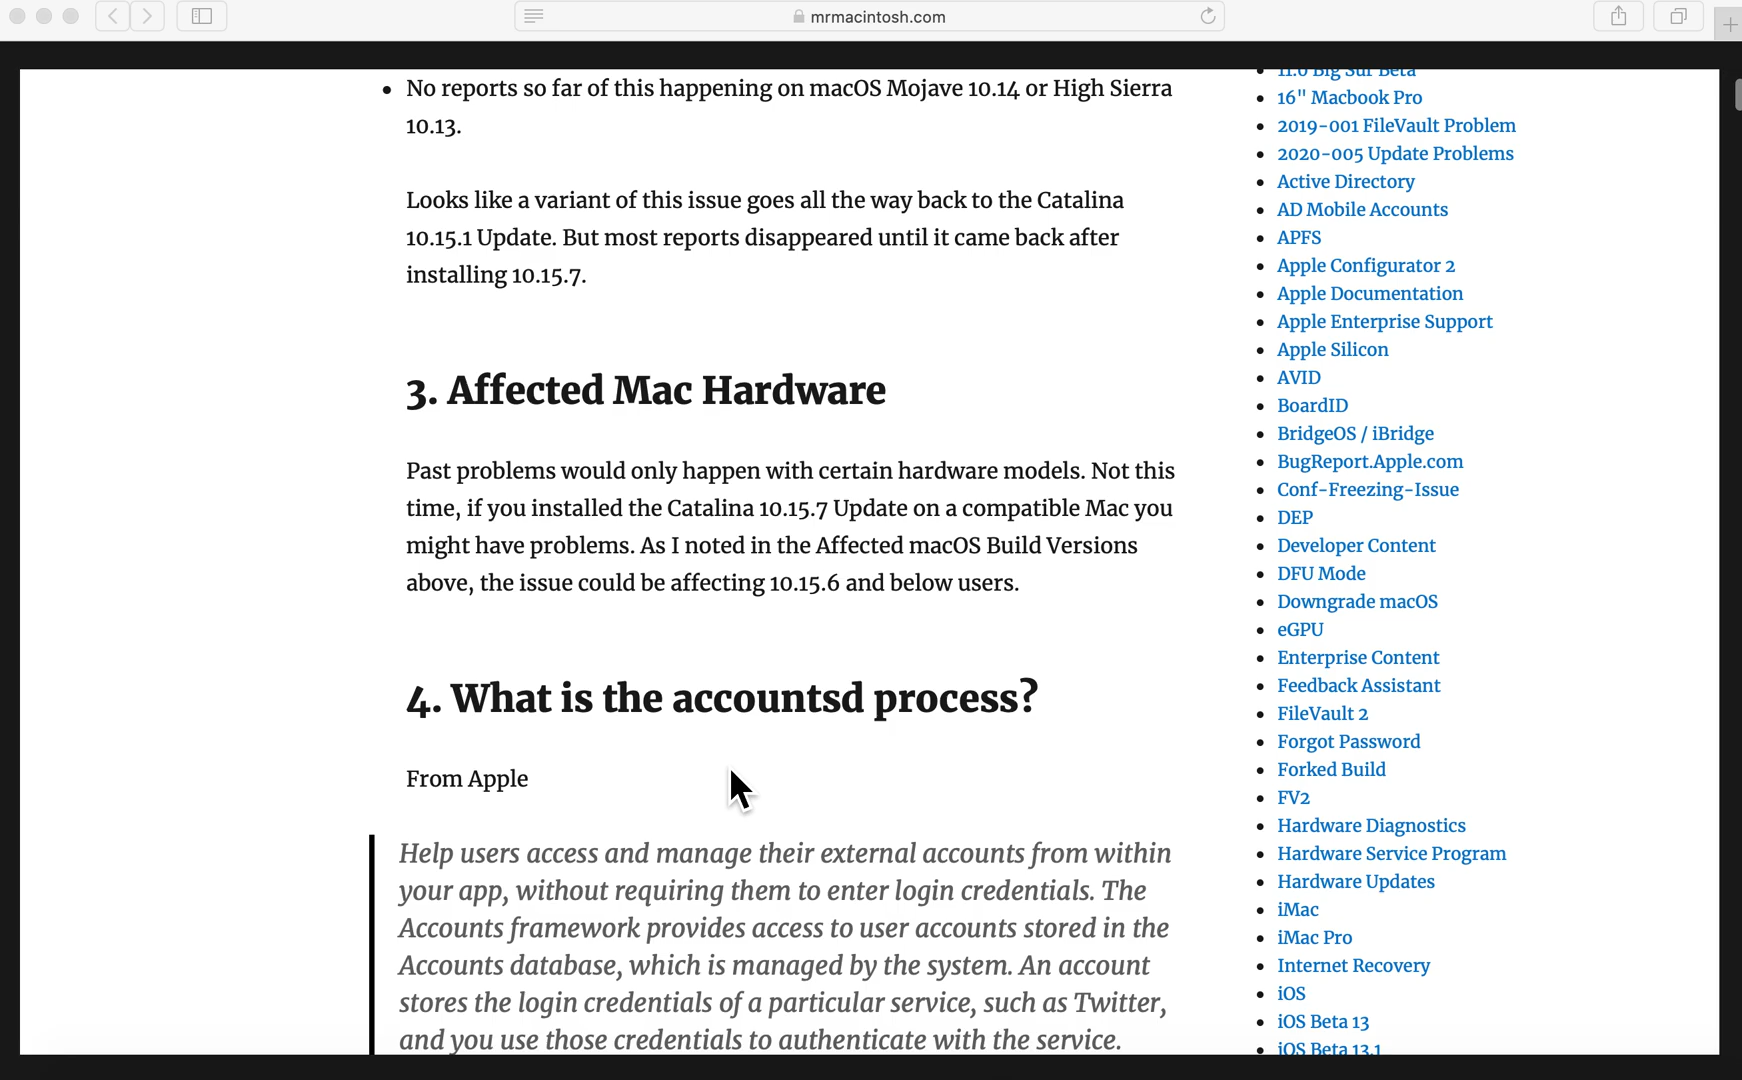 mrmacintosh.com
No reports so far of this happening on macOS Mojave 10.14 or High Sierra
10.13.
Looks like a variant of this issue goes all the way back to the Catalina
10.15.1 Update. But most reports disappeared until it came back after
installing 10.15.7.
3. Affected Mac Hardware
Past problems would only happen with certain hardware models. Not this
time, if you installed the Catalina 10.15.7 Update on a compatible Mac you
might have problems. As I noted in the Affected macOS Build Versions
above, the issue could be affecting 10.15.6 and below users.
4. What is the accountsd process?
From Apple
Help users access and manage their external accounts from within
your app, without requiring them to enter login credentials. The
Accounts framework provides access to user accounts stored in the
Accounts database, which is managed by the system. An account
stores the login credentials of a particular service, such as Twitter,
and you use those credentials to authenticate with the service.
11.0 Big Sur Beta
16" Macbook Pro
2019-001 FileVault Problem
2020-005 Update Problems
Active Directory
AD Mobile Accounts
APFS
Apple Configurator 2
Apple Documentation
Apple Enterprise Support
Apple Silicon
AVID
BoardID
BridgeOS / iBridge
BugReport.Apple.com
Conf-Freezing-Issue
DEP
Developer Content
DFU Mode
Downgrade macOS
eGPU
Enterprise Content
Feedback Assistant
FileVault 2
Forgot Password
Forked Build
FV2
Hardware Diagnostics
Hardware Service Program
Hardware Updates
iMac
iMac Pro
Internet Recovery
iOS
iOS Beta 13
iOS Beta 13.1